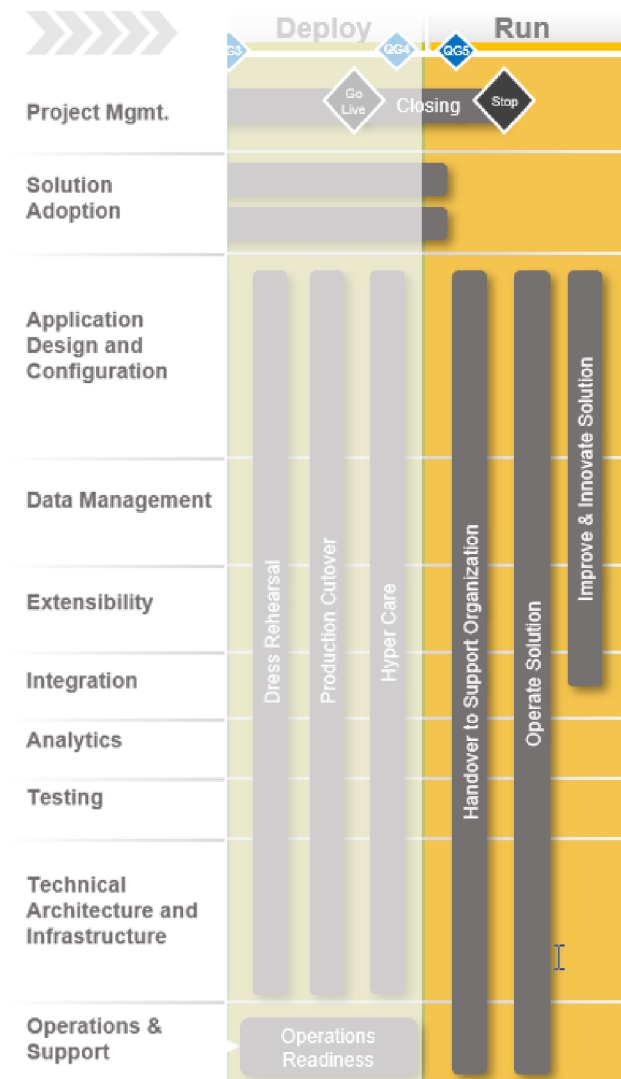 Deploy
Run
G3
QG4
QG5
Project Mgmt.
Go
Live
Closing
Stop
Solution
Adoption
Application
Design and
Configuration
Data Management
Extensibility
Integration
Analytics
Testing
Technical
Architecture and
Infrastructure
Dress Rehearsal
Production Cutover
Hyper Care
Handover to Support Organization
Operate Solution
Improve & Innovate Solution
Operations &
Support
Operations
Readiness